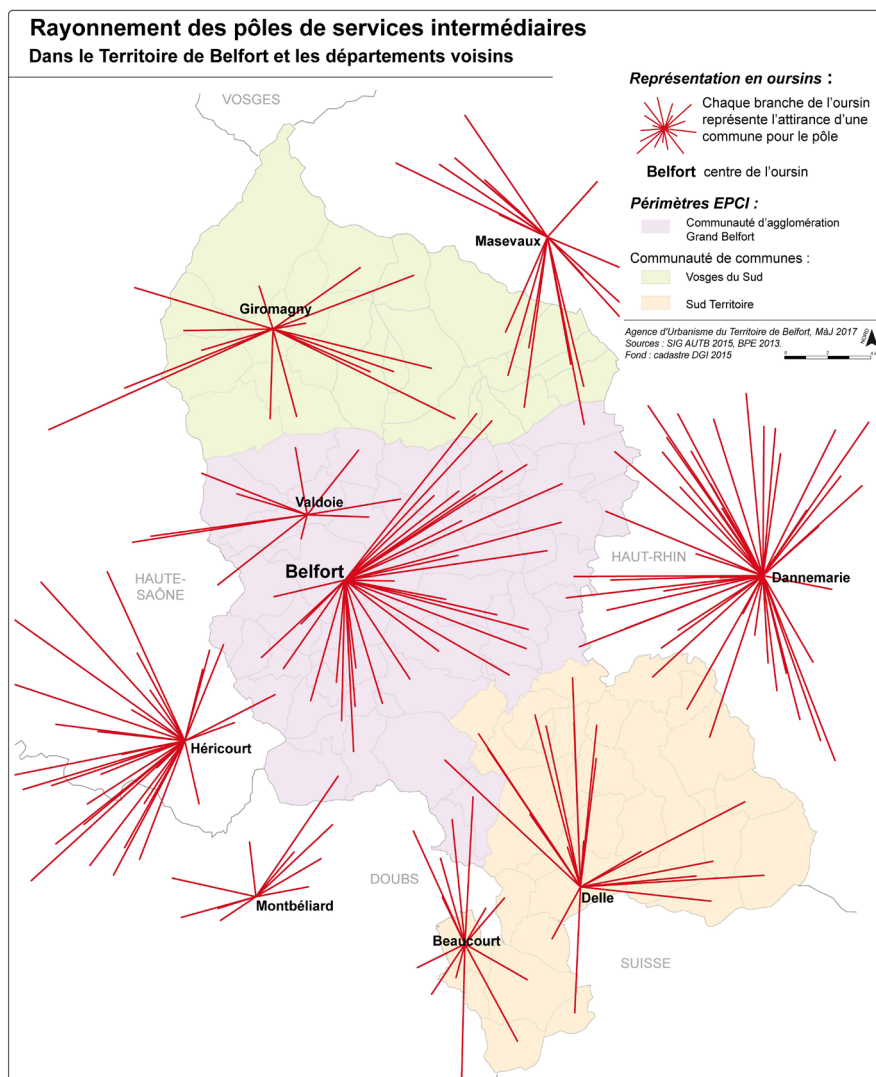 Rayonnement des pôles de services intermédiaires
Dans le Territoire de Belfort et les départements voisins
Représentation en oursins :
Chaque branche de l'oursin
représente l'attirance d'une
commune pour le pôle
Belfort centre de l'oursin
Périmètres EPCI :
Communauté d'agglomération
Grand Belfort
Communauté de communes :
Vosges du Sud
Sud Territoire
Agence d'Urbanisme du Territoire de Belfort, MàJ 2017
Sources : SIG AUTB 2015, BPE 2013.
Fond : cadastre DGI 2015
NORD
0 2 4
VOSGES
Masevaux
Giromagny
Valdoie
Belfort
HAUTE-
SAÔNE
HAUT-RHIN
Dannemarie
Héricourt
Montbéliard
DOUBS
Delle
Beaucourt
SUISSE